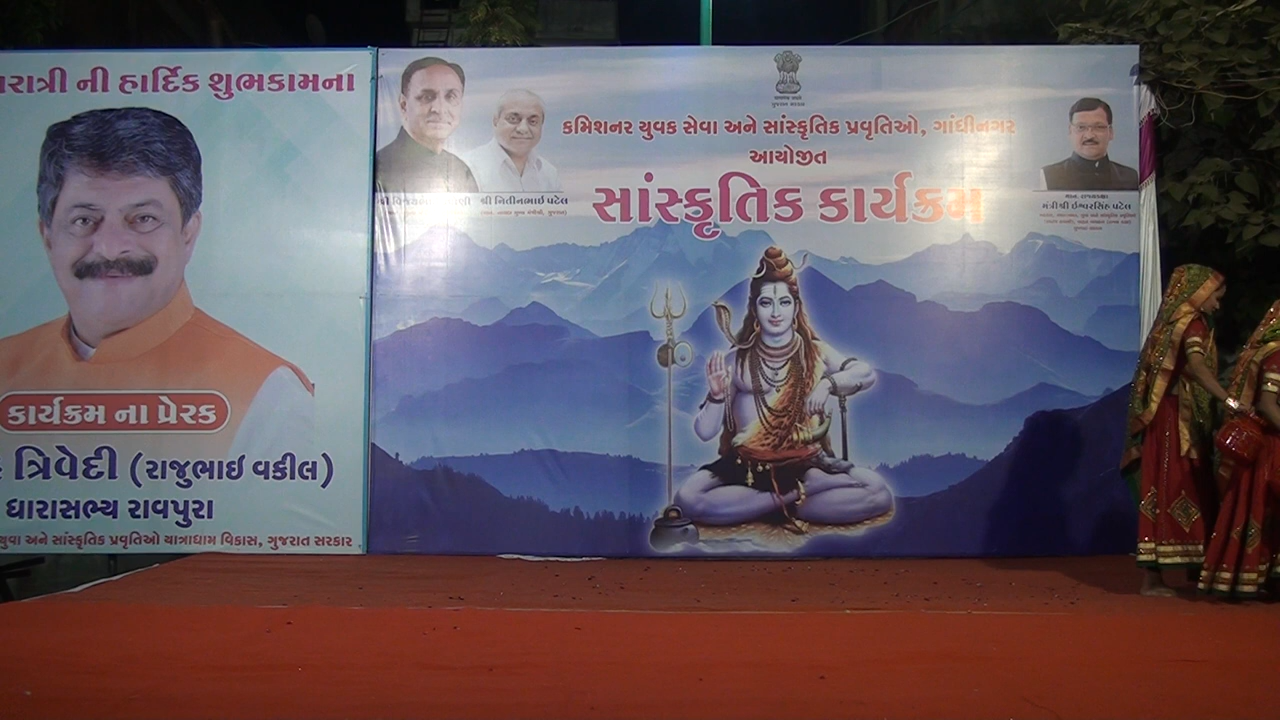 રાત્રી ની હાર્દિક શુભકામના
કાર્યક્રમ ના પ્રેરક
ત્રિવેદી (રાજુભાઇ વકીલ)
ધારાસભ્ય રાવપુરા
યુવા અને સાંસ્કૃતિક પ્રવૃતિઓ યાત્રાધામ વિકાસ, ગુજરાત સરકાર
કમિશનર યુવક સેવા અને સાંસ્કૃતિક પ્રવૃતિઓ, ગાંધીનગર
આયોજીત
સાંસ્કૃતિક કાર્યક્રમ
શ્રી નિતીનભાઈ પટેલ
મંત્રીશ્રી ઈશ્વરસિંહ પટેલ